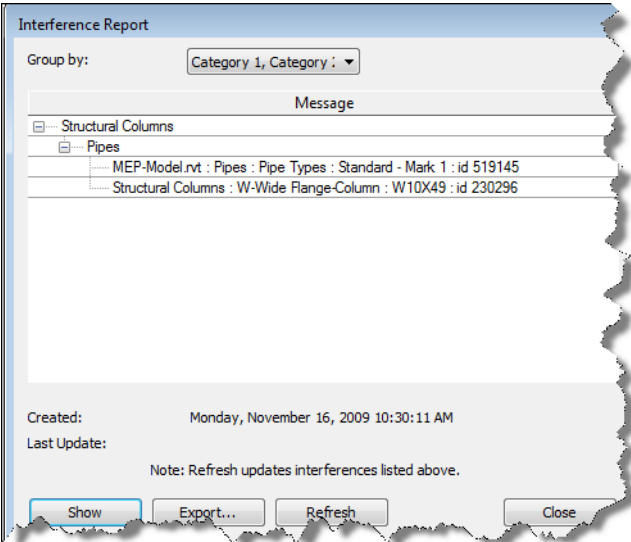 Interference Report
Group by:
Category 1, Category 2
Message
Structural Columns
Pipes
MEP-Model.rvt : Pipes : Pipe Types : Standard - Mark 1 : id 519145
Structural Columns : W-Wide Flange-Column : W10X49 : id 230296
Created:
Monday, November 16, 2009 10:30:11 AM
Last Update:
Note: Refresh updates interferences listed above.
Show
Export...
Refresh
Close